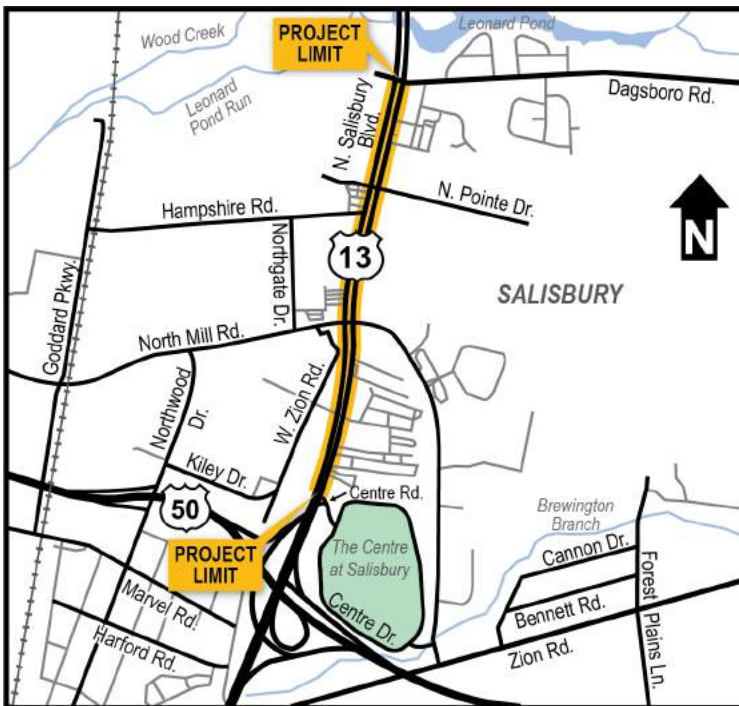 Wood Creek
PROJECT
LIMIT
Leonard Pond
Leonard
Pond Run
N. Salisbury
Blvd.
Dagsboro Rd.
Hampshire Rd.
N. Pointe Dr.
Northgate Dr.
13
N
Goddard Pkwy.
SALISBURY
North Mill Rd.
Northwood
Dr.
W. Zion Rd.
Kiley Dr.
Centre Rd.
50
PROJECT
LIMIT
The Centre
at Salisbury
Brewington
Branch
Cannon Dr.
Marvel Rd.
Centre Dr.
Bennett Rd.
Forest
Plains Ln.
Harford Rd.
Zion Rd.